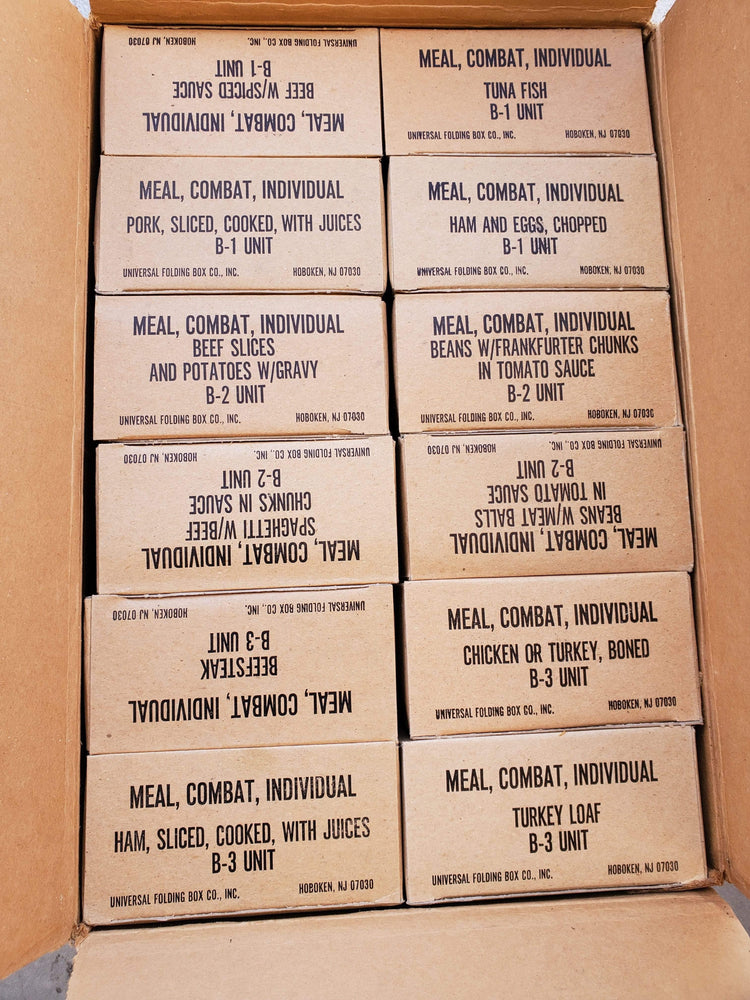 MEAL, COMBAT, INDIVIDUAL
BEEF W/SPICED SAUCE
B-1 UNIT
UNIVERSAL FOLDING BOX CO., INC. HOBOKEN, NJ 07030
MEAL, COMBAT, INDIVIDUAL
TUNA FISH
B-1 UNIT
UNIVERSAL FOLDING BOX CO., INC. HOBOKEN, NJ 07030
MEAL, COMBAT, INDIVIDUAL
PORK, SLICED, COOKED, WITH JUICES
B-1 UNIT
UNIVERSAL FOLDING BOX CO., INC. HOBOKEN, NJ 07030
MEAL, COMBAT, INDIVIDUAL
HAM AND EGGS, CHOPPED
B-1 UNIT
UNIVERSAL FOLDING BOX CO., INC. HOBOKEN, NJ 07030
MEAL, COMBAT, INDIVIDUAL
BEEF SLICES
AND POTATOES W/GRAVY
B-2 UNIT
UNIVERSAL FOLDING BOX CO., INC. HOBOKEN, NJ 07030
MEAL, COMBAT, INDIVIDUAL
BEANS W/FRANKFURTER CHUNKS
IN TOMATO SAUCE
B-2 UNIT
UNIVERSAL FOLDING BOX CO., INC. HOBOKEN, NJ 07030
MEAL, COMBAT, INDIVIDUAL
SPAGHETTI W/BEEF
CHUNKS IN SAUCE
B-2 UNIT
UNIVERSAL FOLDING BOX CO., INC. HOBOKEN, NJ 07030
MEAL, COMBAT, INDIVIDUAL
BEANS W/MEAT BALLS
IN TOMATO SAUCE
B-2 UNIT
UNIVERSAL FOLDING BOX CO., INC. HOBOKEN, NJ 07030
MEAL, COMBAT, INDIVIDUAL
BEEFSTEAK
B-3 UNIT
UNIVERSAL FOLDING BOX CO., INC. HOBOKEN, NJ 07030
MEAL, COMBAT, INDIVIDUAL
CHICKEN OR TURKEY, BONED
B-3 UNIT
UNIVERSAL FOLDING BOX CO., INC. HOBOKEN, NJ 07030
MEAL, COMBAT, INDIVIDUAL
HAM, SLICED, COOKED, WITH JUICES
B-3 UNIT
UNIVERSAL FOLDING BOX CO., INC. HOBOKEN, NJ 07030
MEAL, COMBAT, INDIVIDUAL
TURKEY LOAF
B-3 UNIT
UNIVERSAL FOLDING BOX CO., INC. HOBOKEN, NJ 07030